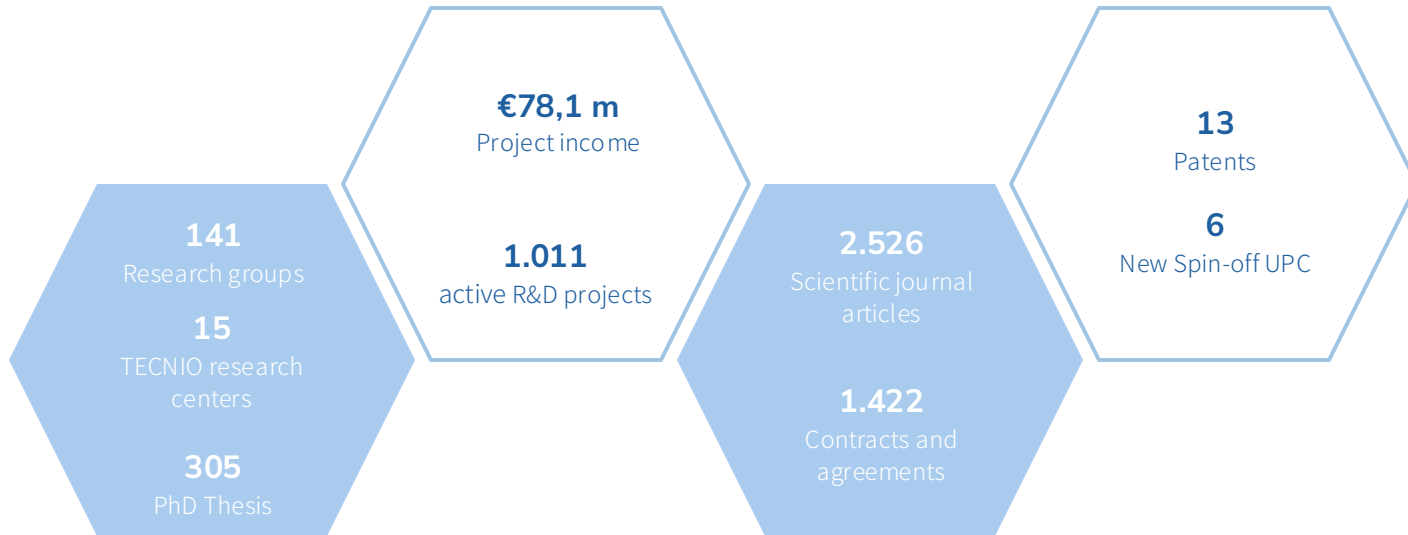 141
Research groups
15
TECNIO research
centers
305
PhD Thesis
€78,1 m
Project income
1.011
active R&D projects
2.526
Scientific journal
articles
1.422
Contracts and
agreements
13
Patents
6
New Spin-off UPC